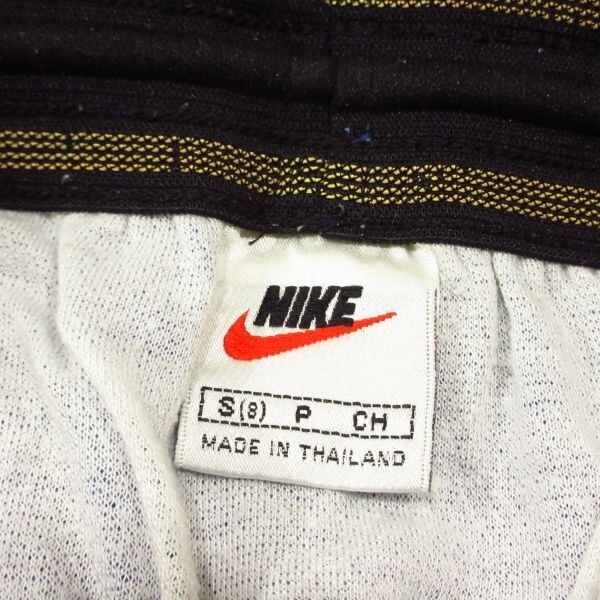 NIKE
S(8) P CH
MADE IN THAILAND